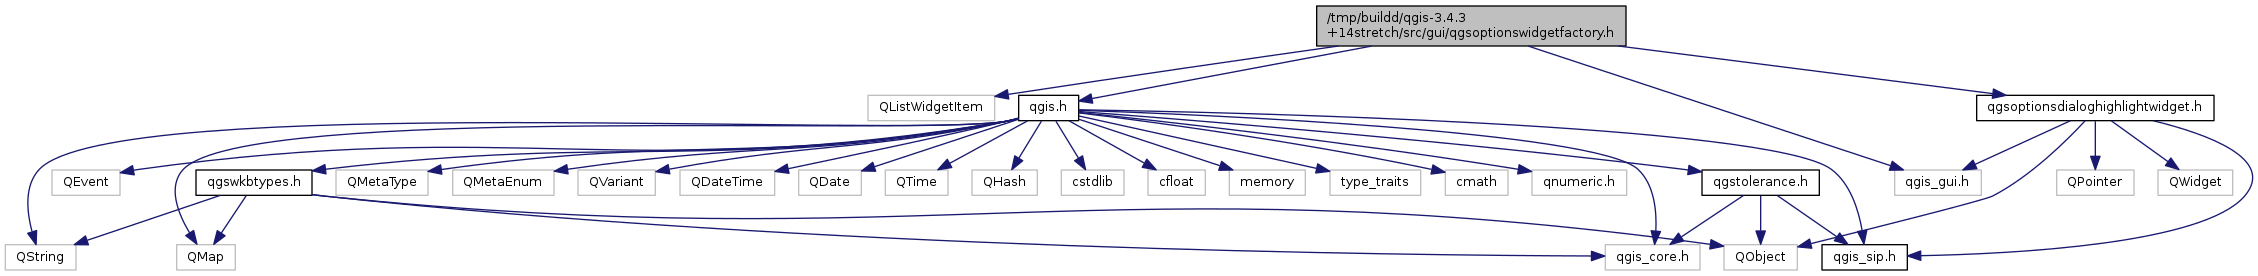 /tmp/buildd/qgis-3.4.3
+14stretch/src/gui/qgsoptionswidgetfactory.h
QListWidgetItem
qgis.h
qgsoptionsdialoghighlightwidget.h
QEvent
qgswkbtypes.h
QMetaType
QMetaEnum
QVariant
QDateTime
QDate
QTime
QHash
cstdlib
cfloat
memory
type_traits
cmath
qnumeric.h
qgstolerance.h
qgis_gui.h
QPointer
QWidget
QString
QMap
qgis_core.h
QObject
qgis_sip.h